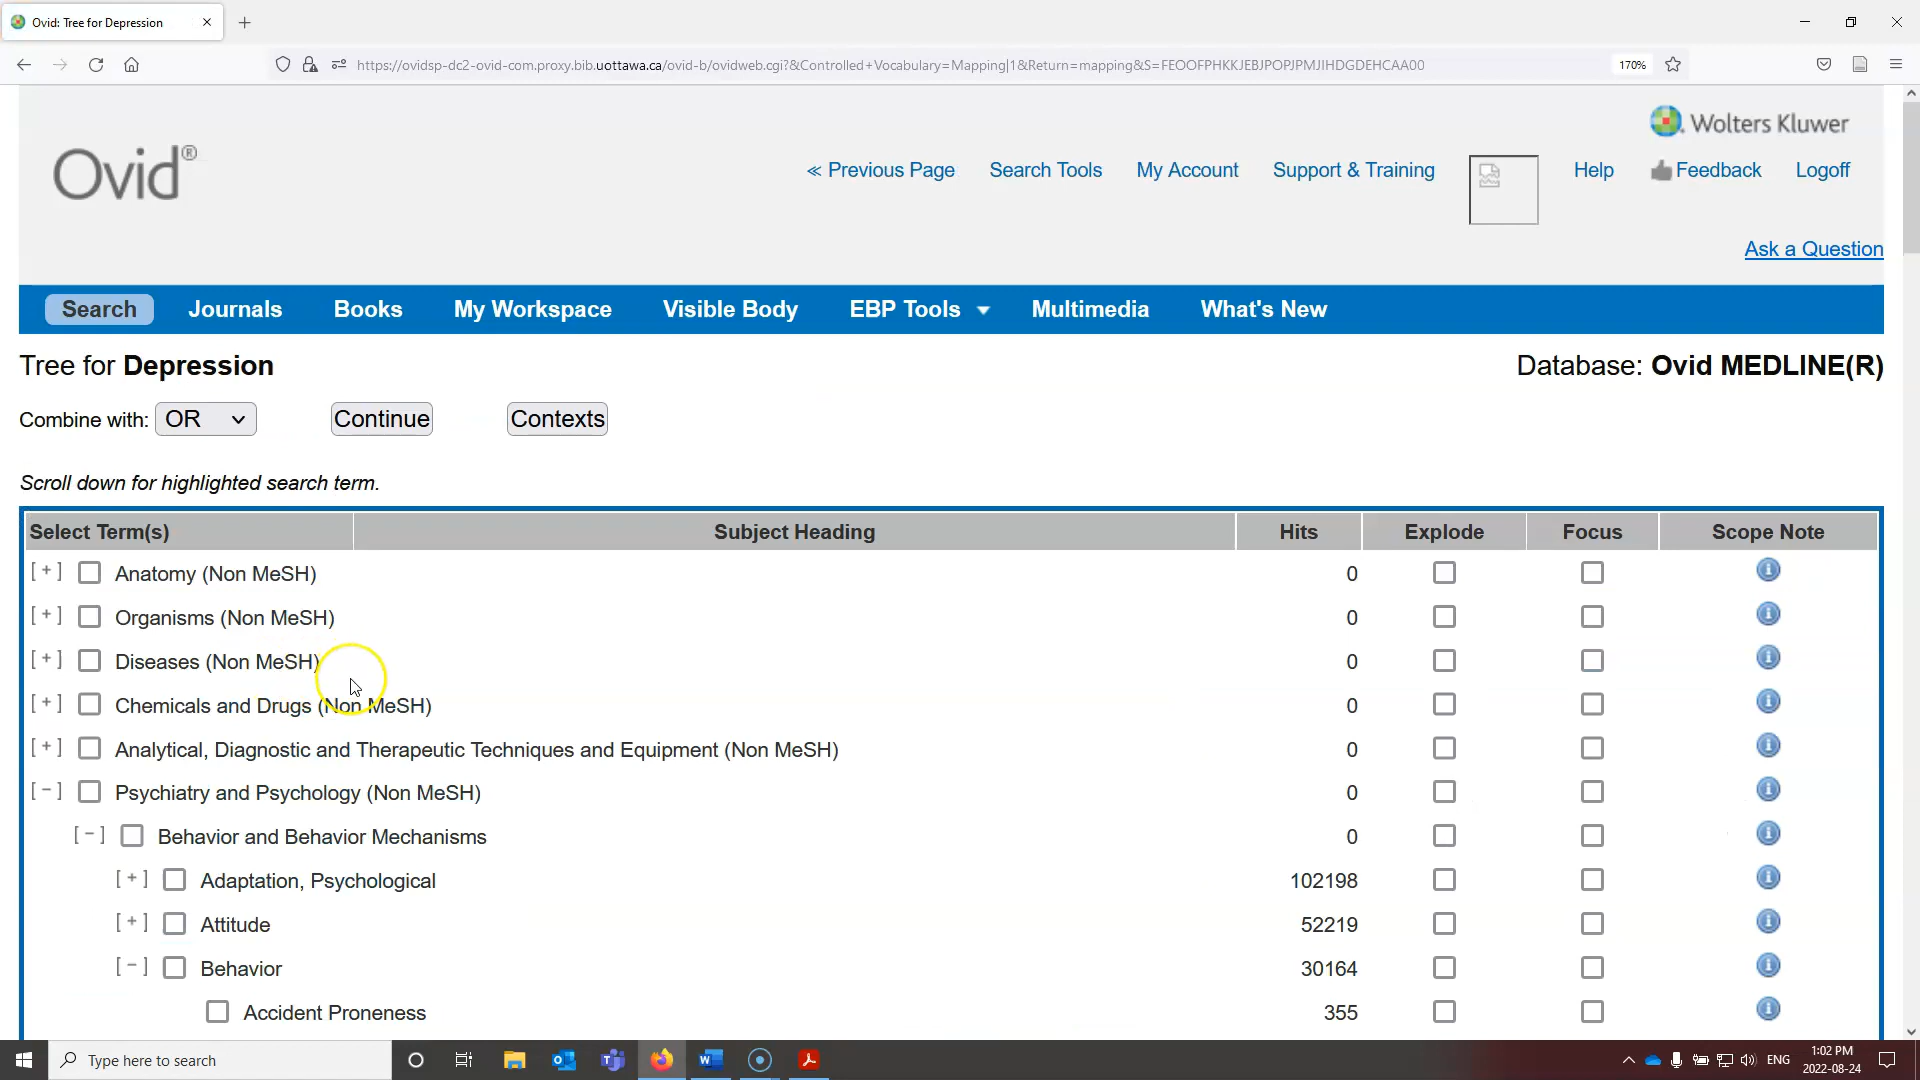 Ovid: Tree for Depression
https://ovidsp-dc2-ovid-com.proxy.bib.uottawa.ca/ovid-b/ovidweb.cgi?&Controlled+Vocabulary=Mapping|1&Return=mapping&S=FEOOFPHKKJEBJPOPJPMJIHDGDEHCAA00 170%
Wolters Kluwer
Ovid®
≪ Previous Page Search Tools My Account Support & Training Help Feedback Logoff
Ask a Question
Search Journals Books My Workspace Visible Body EBP Tools Multimedia What's New
Tree for Depression Database: Ovid MEDLINE(R)
Combine with: OR Continue Contexts
Scroll down for highlighted search term.
Select Term(s) Subject Heading Hits Explode Focus Scope Note
[+] Anatomy (Non MeSH) 0
[+] Organisms (Non MeSH) 0
[+] Diseases (Non MeSH) 0
[+] Chemicals and Drugs (Non MeSH) 0
[+] Analytical, Diagnostic and Therapeutic Techniques and Equipment (Non MeSH) 0
[-] Psychiatry and Psychology (Non MeSH) 0
[-] Behavior and Behavior Mechanisms 0
[+] Adaptation, Psychological 102198
[+] Attitude 52219
[-] Behavior 30164
Accident Proneness 355
Type here to search
ENG
1:02 PM
2022-08-24